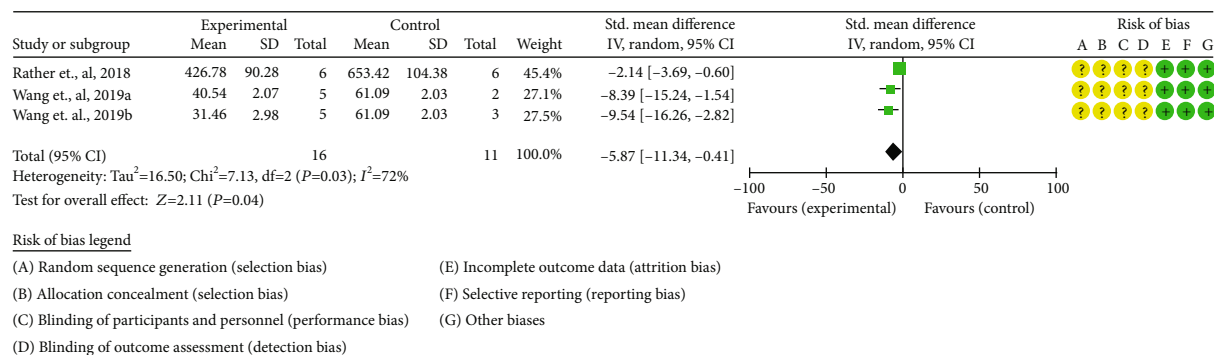 Experimental Control Std. mean difference Std. mean difference Risk of bias
Study or subgroup Mean SD Total Mean SD Total Weight IV, random, 95% CI IV, random, 95% CI A B C D E F G
Rather et., al, 2018 426.78 90.28 6 653.42 104.38 6 45.4% −2.14 [−3.69, −0.60] ? ? ? ? + + +
Wang et., al, 2019a 40.54 2.07 5 61.09 2.03 2 27.1% −8.39 [−15.24, −1.54] ? ? ? ? + + +
Wang et. al., 2019b 31.46 2.98 5 61.09 2.03 3 27.5% −9.54 [−16.26, −2.82] ? ? ? ? + + +
Total (95% CI) 16 11 100.0% −5.87 [−11.34, −0.41]
Heterogeneity: Tau²=16.50; Chi²=7.13, df=2 (P=0.03); I²=72%
Test for overall effect: Z=2.11 (P=0.04)
−100 −50 0 50 100
Favours (experimental) Favours (control)
Risk of bias legend
(A) Random sequence generation (selection bias)
(B) Allocation concealment (selection bias)
(C) Blinding of participants and personnel (performance bias)
(D) Blinding of outcome assessment (detection bias)
(E) Incomplete outcome data (attrition bias)
(F) Selective reporting (reporting bias)
(G) Other biases